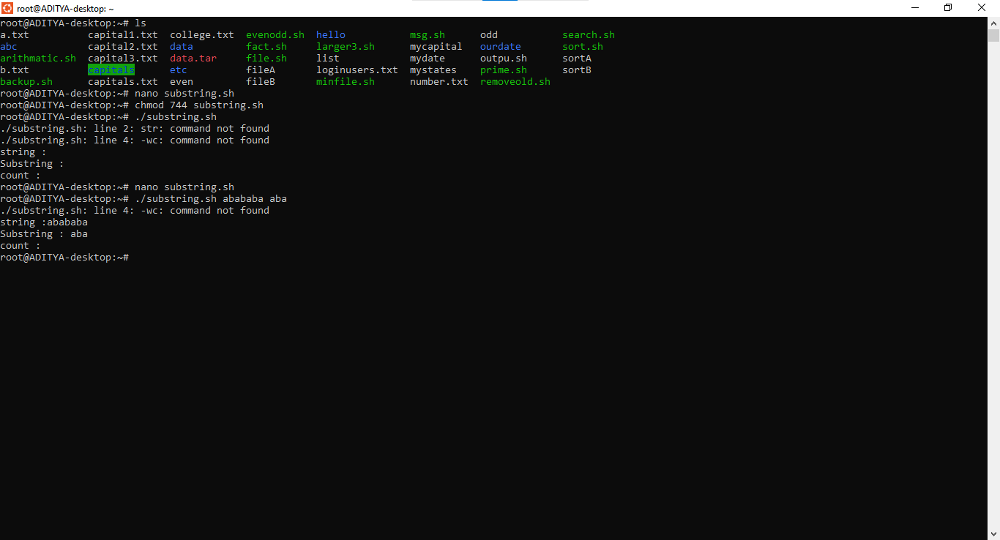 root@ADITYA-desktop: ~
root@ADITYA-desktop:~# ls
a.txt capital1.txt college.txt evenodd.sh hello msg.sh odd search.sh
abc capital2.txt data fact.sh larger3.sh mycapital ourdate sort.sh
arithmatic.sh capital3.txt data.tar file.sh list mydate outpu.sh sortA
b.txt capitals etc fileA loginusers.txt mystates prime.sh sortB
backup.sh capitals.txt even fileB minfile.sh number.txt removeold.sh
root@ADITYA-desktop:~# nano substring.sh
root@ADITYA-desktop:~# chmod 744 substring.sh
root@ADITYA-desktop:~# ./substring.sh
./substring.sh: line 2: str: command not found
./substring.sh: line 4: -wc: command not found
string :
Substring :
count :
root@ADITYA-desktop:~# nano substring.sh
root@ADITYA-desktop:~# ./substring.sh abababa aba
./substring.sh: line 4: -wc: command not found
string :abababa
Substring : aba
count :
root@ADITYA-desktop:~#